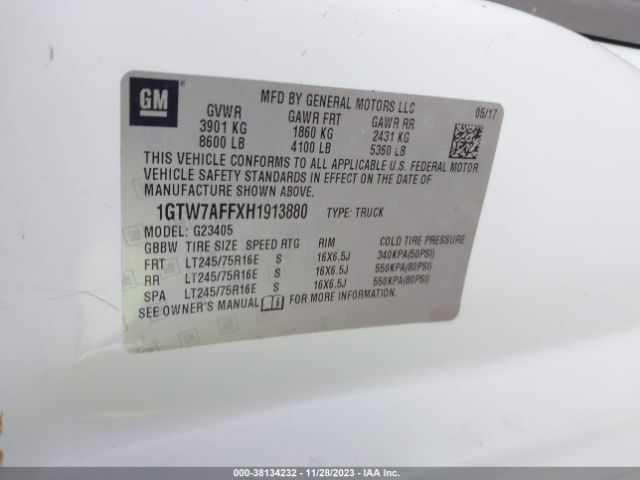 GM
MFD BY GENERAL MOTORS LLC 05/17
GVWR GAWR FRT GAWR RR
3901 KG 1860 KG 2431 KG
8600 LB 4100 LB 5360 LB
THIS VEHICLE CONFORMS TO ALL APPLICABLE U.S. FEDERAL MOTOR
VEHICLE SAFETY STANDARDS IN EFFECT ON THE DATE OF
MANUFACTURE SHOWN ABOVE.
1GTW7AFFXH1913880 TYPE: TRUCK
MODEL: G23405
GBBW TIRE SIZE SPEED RTG RIM COLD TIRE PRESSURE
FRT LT245/75R16E S 16X6.5J 340KPA(50PSI)
RR LT245/75R16E S 16X6.5J 550KPA(80PSI)
SPA LT245/75R16E S 16X6.5J 550KPA(80PSI)
SEE OWNER'S MANUAL FOR MORE INFORMATION.
000-38134232 - 11/28/2023 - IAA Inc.